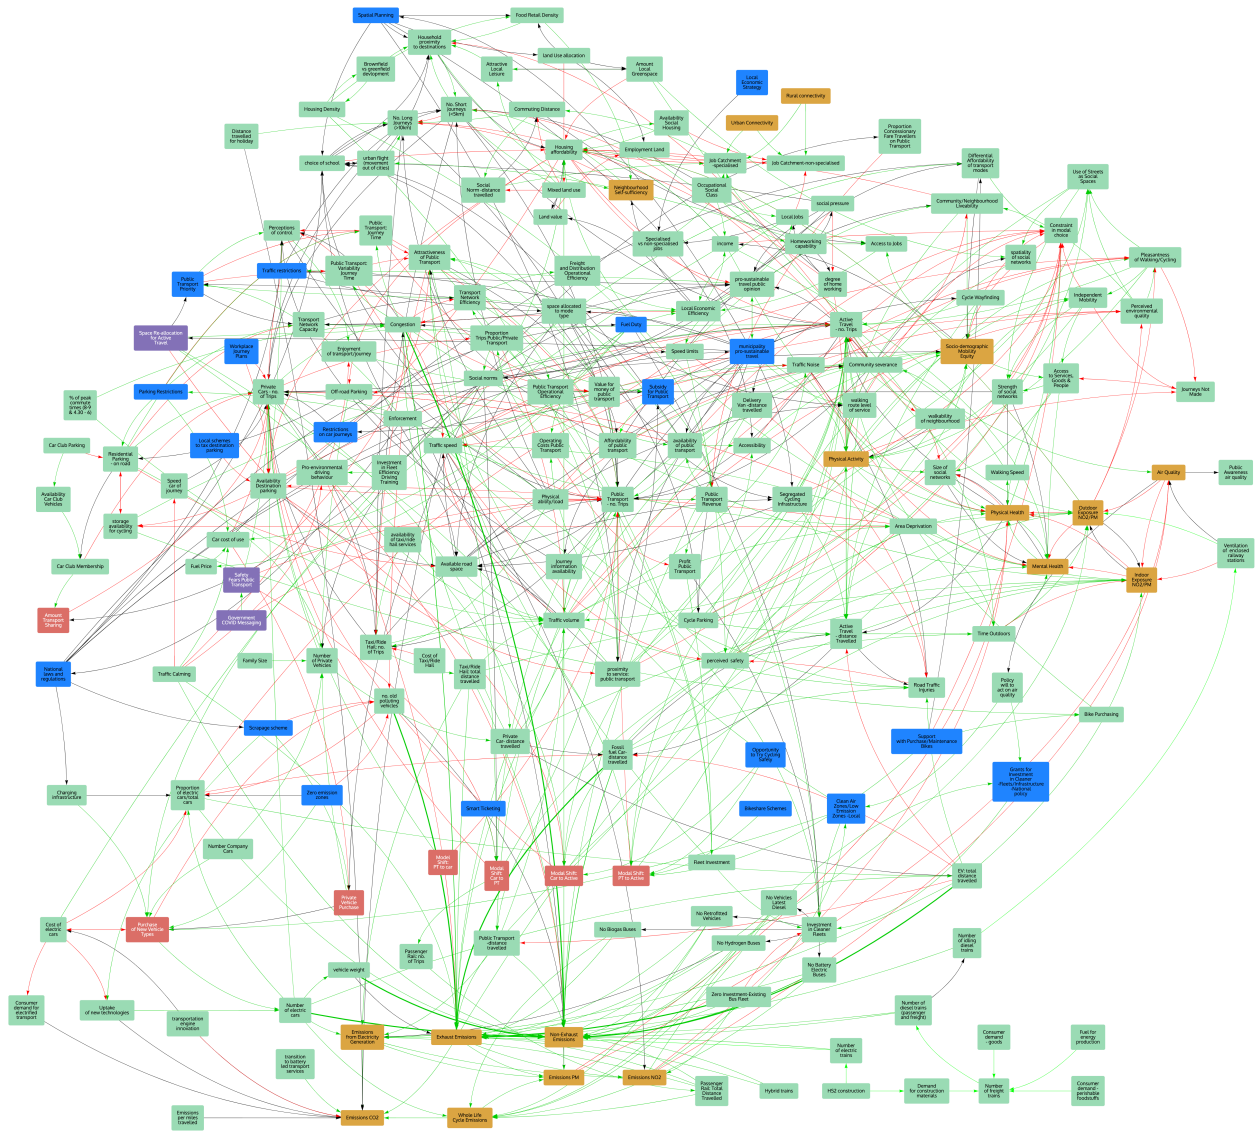 Spatial Planning
Food Retail Density
Household
proximity
to destinations
land Use allocation
Brownfield
vs greenfield
devlopment
Attractive
Local
Leisure
Amount
Local
Greenspace
Local
Economic
Strategy
Rural connectivity
Housing Density
No. Long
Journeys
(>10km)
No. Short
Journeys
(<5km)
Commuting Distance
Availability
Social
Housing
Urban Connectivity
Proportion
Concessionary
Fare Travellers
on Public
Transport
Distance
travelled
for holiday
choice of school
urban flight
(movement
out of cities)
Housing
affordability
Employment Land
Job Catchment
-specialised
Job Catchment-non-specialised
Differential
Affordability
of transport
modes
Use of Streets
as Social
Spaces
Social
Norm -distance
travelled
Mixed land use
Neighbourhood
Self-sufficiency
Occupational
Social
Class
social pressure
Community/Neighbourhood
Liveability
Land value
Local Jobs
Perceptions
of control
Public
Transport:
Journey
Time
Attractiveness
of Public
Transport
Specialised
vs non-specialised
jobs
income
Homeworking
capability
Access to Jobs
Constraint
in modal
choice
spatiality
of social
networks
Pleasantness
of Walking/Cycling
Public
Transport
Priority
Traffic restrictions
Public Transport:
Variability
Journey
Time
Freight
and Distribution
Operational
Efficiency
pro-sustainable
travel public
opinion
degree
of home
working
Transport
Network
Efficiency
Cycle Wayfinding
Independent
Mobility
Perceived
environmental
quality
space allocated
to mode
type
Local Economic
Efficiency
Space Re-allocation
for Active
Travel
Transport
Network
Capacity
Congestion
Fuel Duty
Active
Travel
-no. Trips
Workplace
Journey
Plans
Enjoyment
of transport/journey
Proportion
Trips Public/Private
Transport
Speed limits
municipality
pro-sustainable
travel
Socio-demographic
Mobility
Equity
Traffic Noise
Community severance
Parking Restrictions
Private
Cars - no.
of Trips
Off-road Parking
Social norms
Public Transport
Operational
Efficiency
Value for
money of
public
transport
Subsidy
for Public
Transport
Access
to Services,
Goods &
People
Strength
of social
networks
Journeys Not
Made
% of peak
commute
times (8-9
& 4.30 - 6)
Delivery
Van -distance
travelled
walking
route level
of service
walkability
of neighbourhood
Enforcement
Restrictions
on car Journeys
Car Club Parking
Local schemes
to tax destination
parking
Traffic speed
Operating
Costs Public
Transport
Affordability
of public
transport
availability
of public
transport
Accessibility
Residential
Parking
- on road
Physical Activity
Pro-environmental
driving
behaviour
Investment
in Fleet
Efficiency
Driving
Training
Size of
social
networks
Walking Speed
Air Quality
Public
Awareness
air quality
Speed
car of
journey
Availability
Destination
parking
Availability
Car Club
Vehicles
Physical
ability/load
Public
Transport
- no. Trips
Public
Transport
Revenue
Segregated
Cycling
Infrastructure
Physical Health
Outdoor
Exposure
NO2/PM
storage
availability
for cycling
Area Deprivation
Car cost of use
availability
of taxi/ride
hail services
Car Club Membership
Fuel Price
Available road
space
Journey
information
availability
Profit
Public
Transport
Mental Health
Indoor
Exposure
NO2/PM
Ventilation
of enclosed
railway
stations
Safety
Fears Public
Transport
Amount
Transport
Sharing
Government
COVID Messaging
Traffic volume
Cycle Parking
Active
Travel
- distance
Travelled
Time Outdoors
National
laws and
regulations
Traffic Calming
Family Size
Number
of Private
Vehicles
Taxi/Ride
Hail; no.
of Trips
Cost of
Taxi/Ride
Hail
Taxi/Ride
Hail: total
distance
travelled
proximity
to service:
public transport
perceived safety
Road Traffic
Injuries
Policy
will to
act on air
quality
no. old
polluting
vehicles
Bike Purchasing
Scrapage scheme
Private
Car- distance
travelled
Fossil
fuel Car-
distance
travelled
Opportunity
to Try Cycling
Safely
Support
with Purchase/Maintenance
Bikes
Grants for
Investment
in Cleaner
-Fleets/Infrastructure
-National
policy
Charging
infrastructure
Proportion
of electric
cars/total
cars
Zero emission
zones
Smart Ticketing
Bikeshare Schemes
Clean Air
Zones/Low
Emission
Zones -Local
Number Company
Cars
Modal
Shift:
PT to car
Modal
Shift:
Car to
PT
Modal Shift:
Car to Active
Modal Shift:
PT to Active
Fleet Investment
EV: total
distance
travelled
Private
Vehicle
Purchase
No Vehicles
Latest
Diesel
No Retrofitted
Vehicles
Cost of
electric
cars
Purchase
of New Vehicle
Types
No Biogas Buses
Investment
in Cleaner
Fleets
Passenger
Rail: no.
of Trips
Public Transport
-distance
travelled
No Hydrogen Buses
Number
of idling
diesel
trains
vehicle weight
No Battery
Electric
Buses
Consumer
demand for
electrified
transport
Uptake
of new technologies
transportation
engine
innovation
Number
of electric
cars
Zero Investment-Existing
Bus Fleet
Number of
diesel trains
(passenger
and freight)
Emissions
from Electricity
Generation
Exhaust Emissions
Non-Exhaust
Emissions
Consumer
demand
- goods
Fuel for
energy
production
Number
of electric
trains
transition
to battery
led transport
services
Emissions PM
Emissions NO2
Passenger
Rail: Total
Distance
Travelled
Hybrid trains
HS2 construction
Demand
for construction
materials
Number
of freight
trains
Consumer
demand -
perishable
foodstuffs
Emissions
per miles
travelled
Emissions CO2
Whole Life
Cycle Emissions